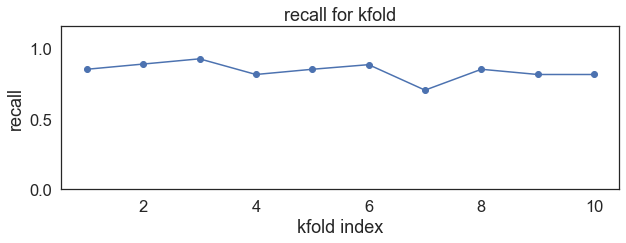 recall for kfold
1.0
0.5
0.0
recall
2 4 6 8 10
kfold index